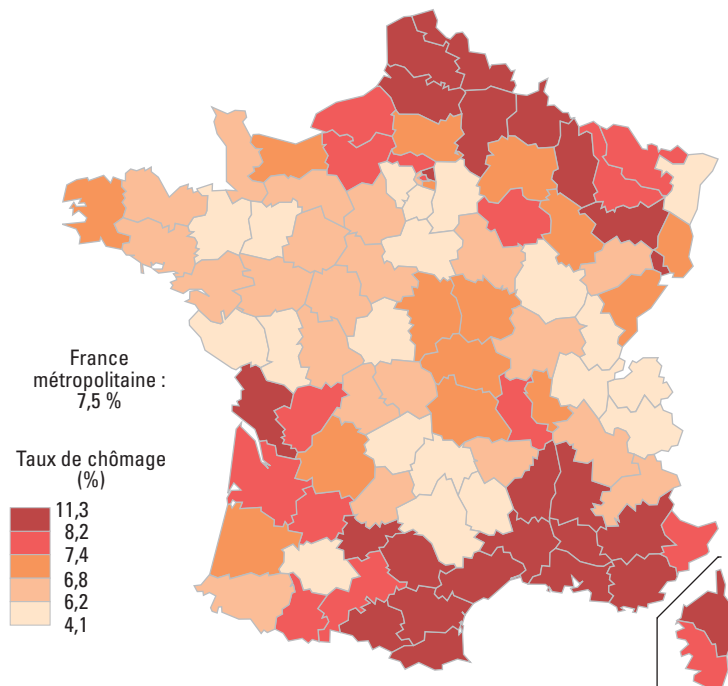 France
métropolitaine :
7,5 %
Taux de chômage
(%)
11,3
8,2
7,4
6,8
6,2
4,1